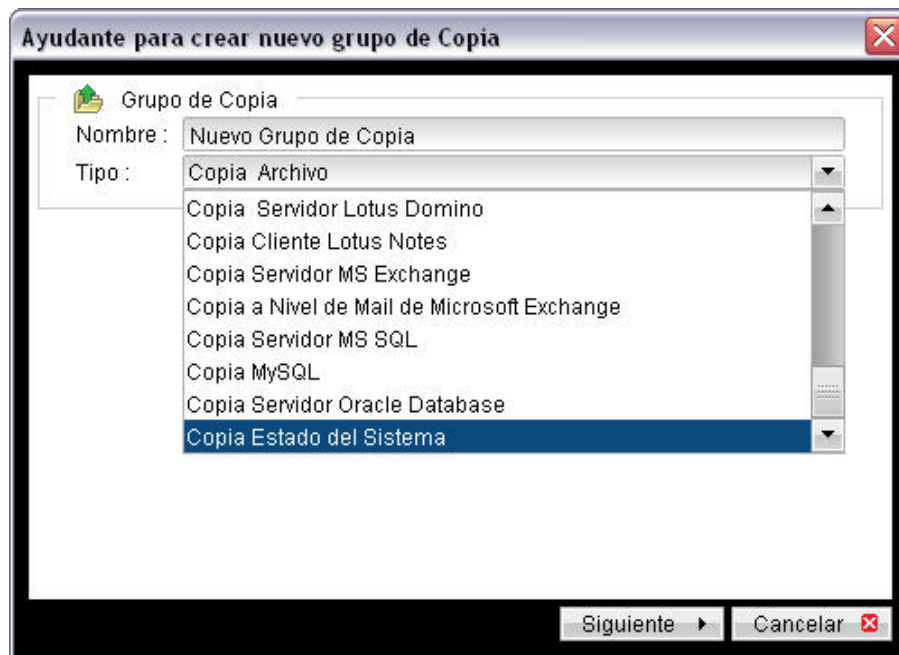 Ayudante para crear nuevo grupo de Copia
Grupo de Copia
Nombre : Nuevo Grupo de Copia
Tipo : Copia Archivo
Copia Servidor Lotus Domino
Copia Cliente Lotus Notes
Copia Servidor MS Exchange
Copia a Nivel de Mail de Microsoft Exchange
Copia Servidor MS SQL
Copia MySQL
Copia Servidor Oracle Database
Copia Estado del Sistema
Siguiente Cancelar